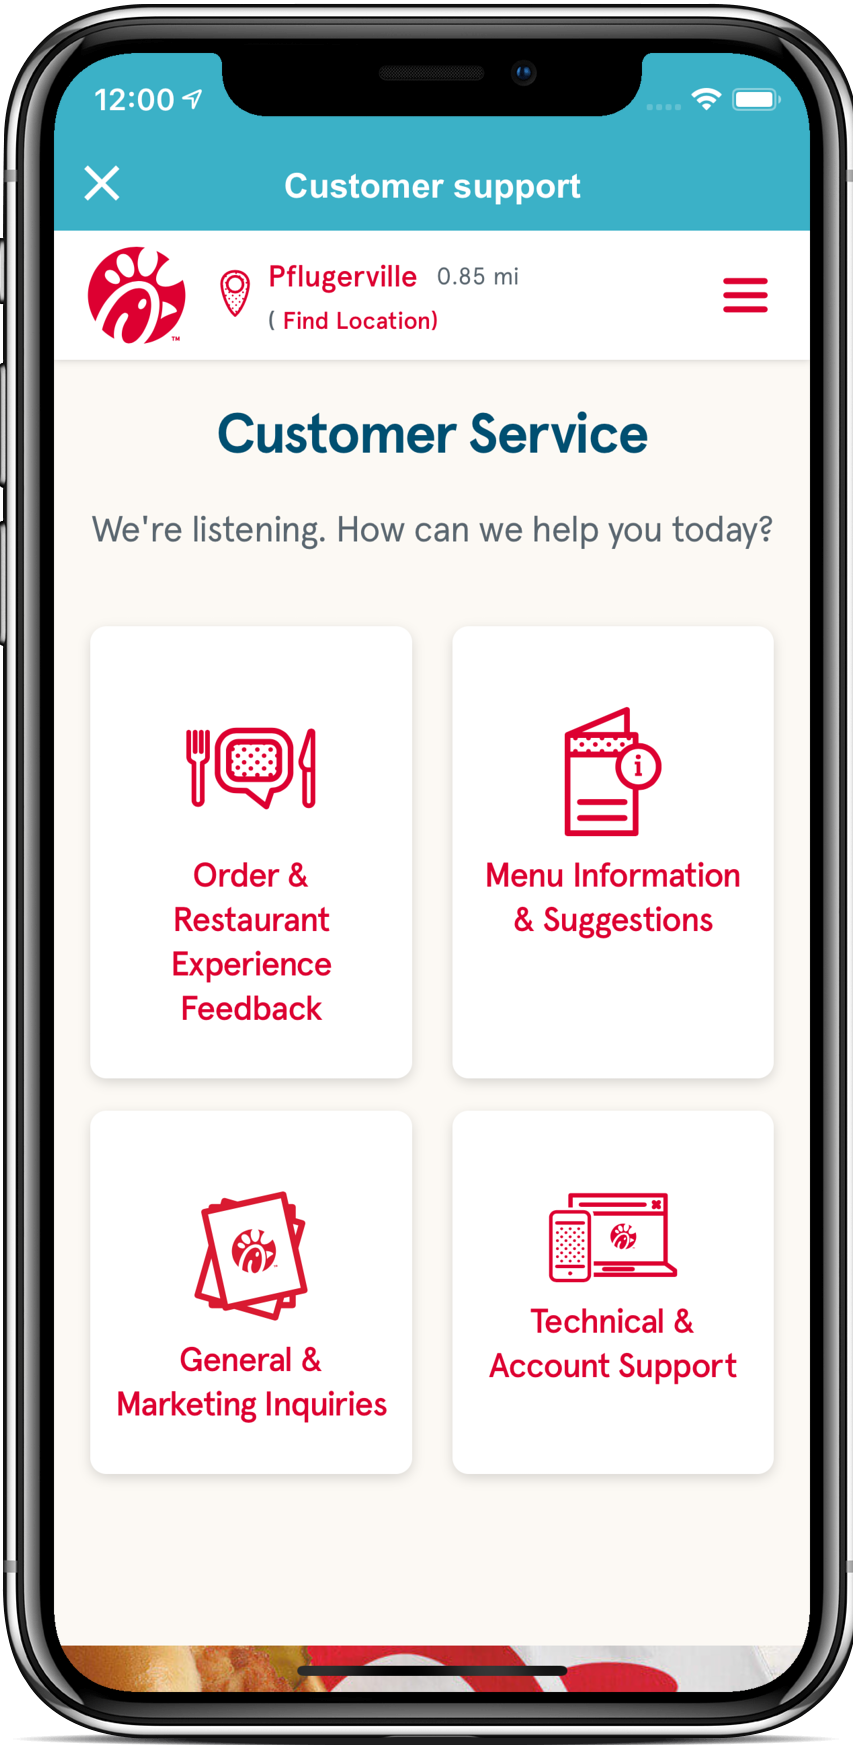 12:00
Customer support
Pflugerville 0.85 mi
( Find Location)
TM
Customer Service
We're listening. How can we help you today?
Order &
Restaurant
Experience
Feedback
i
Menu Information
& Suggestions
General &
Marketing Inquiries
Technical &
Account Support